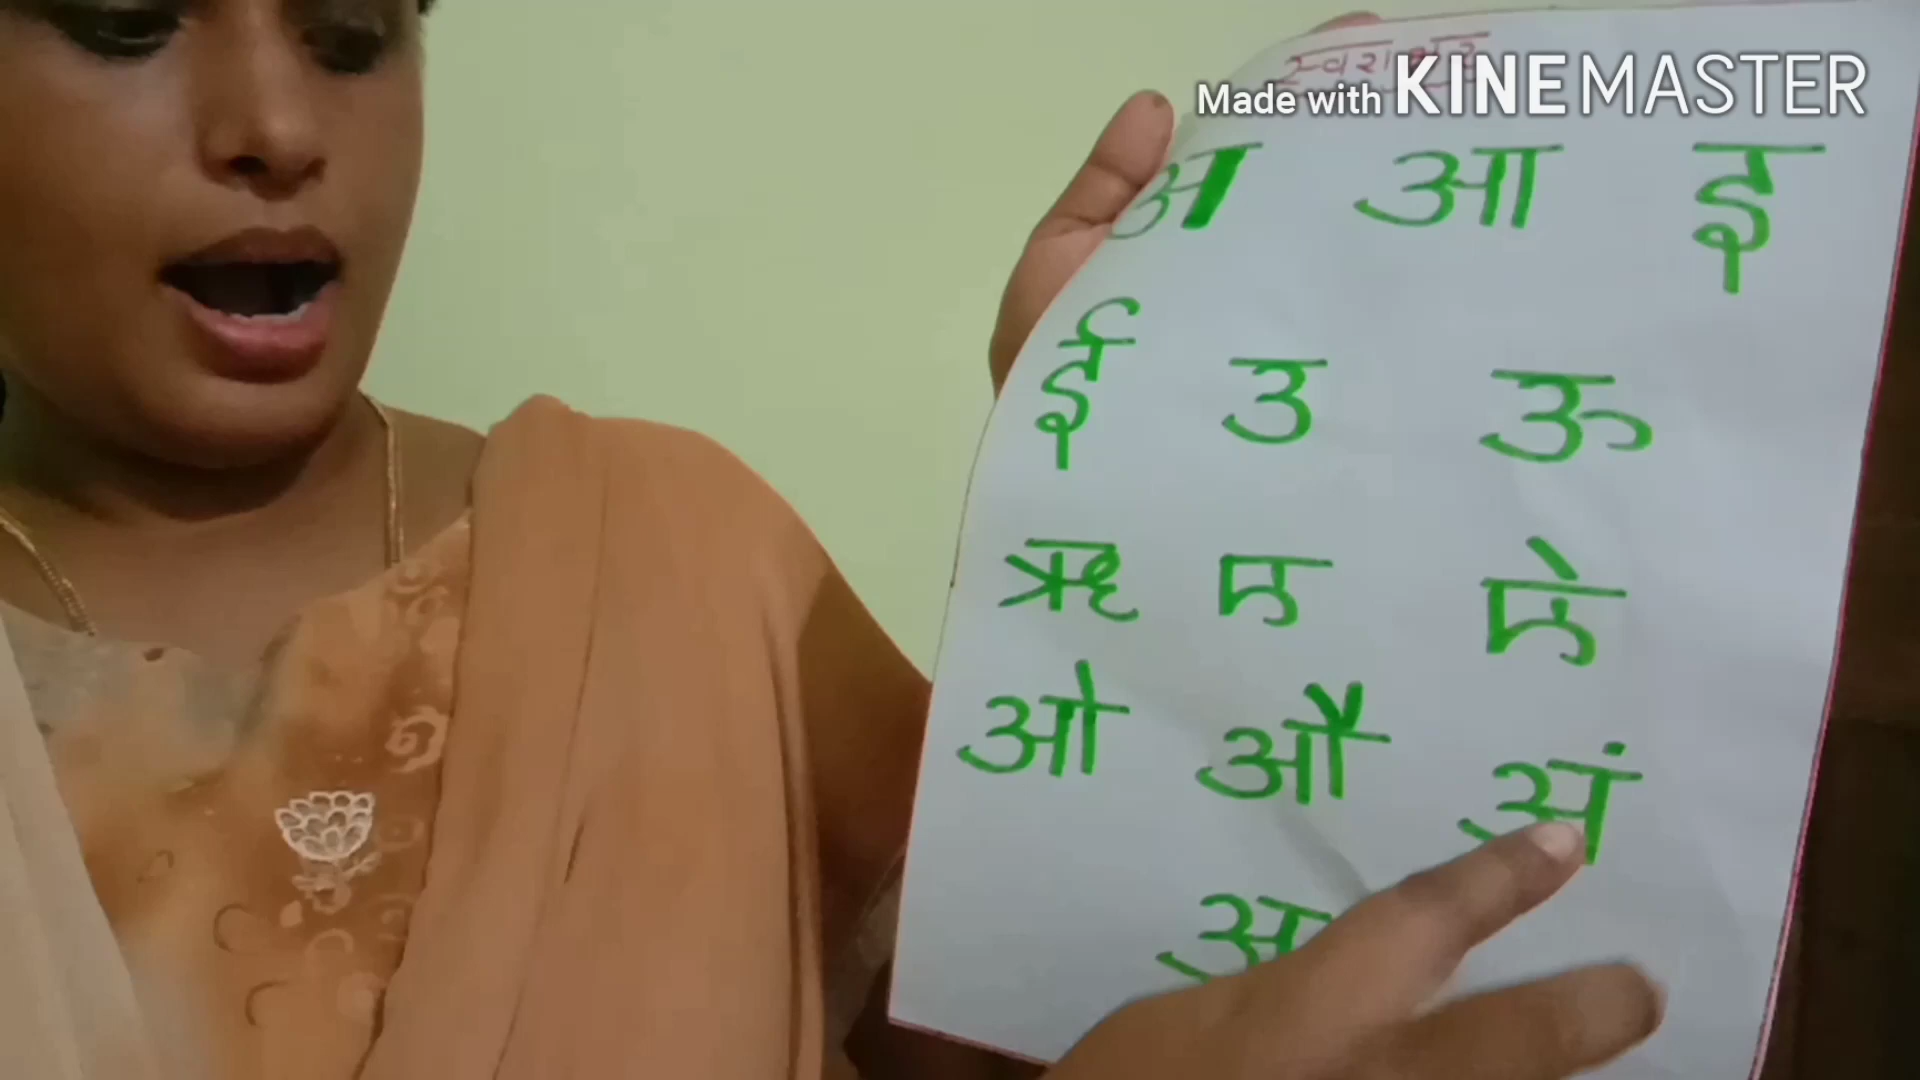 Made with KINEMASTER
अ आ इ
ई उ ऊ
ऋ ए ऐ
ओ औ अं